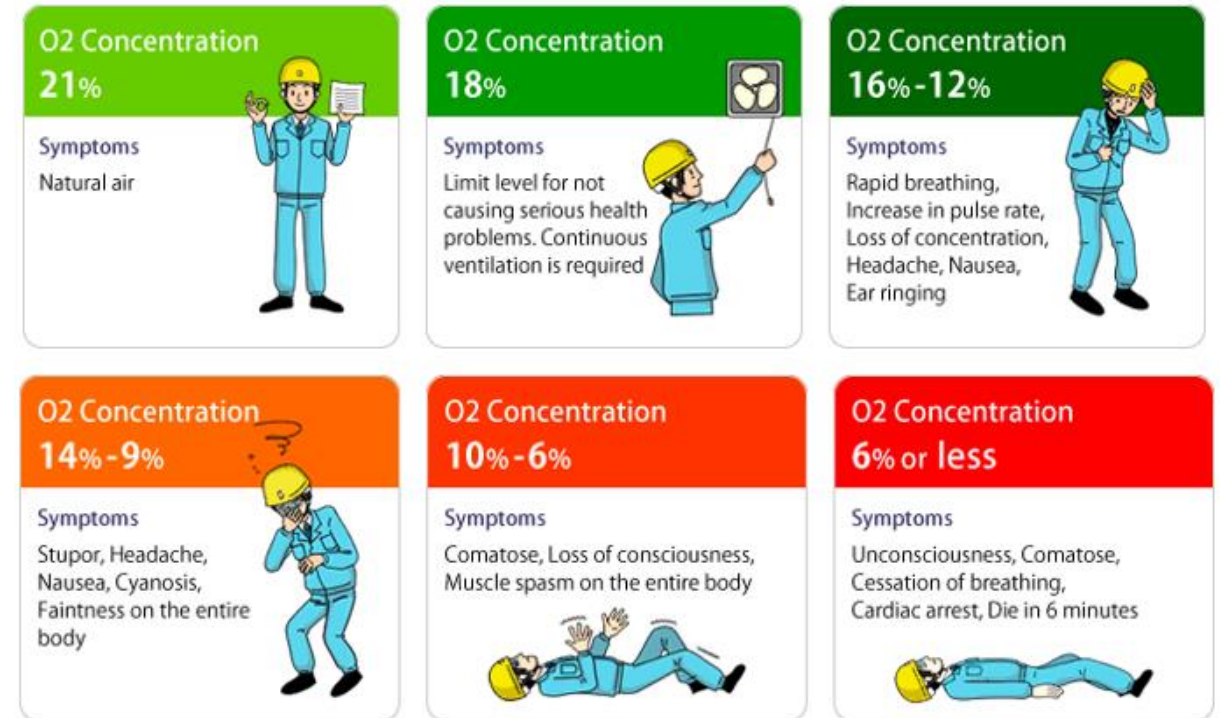 O2 Concentration
21%
Symptoms
Natural air
O2 Concentration
18%
Symptoms
Limit level for not
causing serious health
problems. Continuous
ventilation is required
O2 Concentration
16%-12%
Symptoms
Rapid breathing,
Increase in pulse rate,
Loss of concentration,
Headache, Nausea,
Ear ringing
O2 Concentration
14%-9%
Symptoms
Stupor, Headache,
Nausea, Cyanosis,
Faintness on the entire
body
O2 Concentration
10%-6%
Symptoms
Comatose, Loss of consciousness,
Muscle spasm on the entire body
O2 Concentration
6% or less
Symptoms
Unconsciousness, Comatose,
Cessation of breathing,
Cardiac arrest, Die in 6 minutes